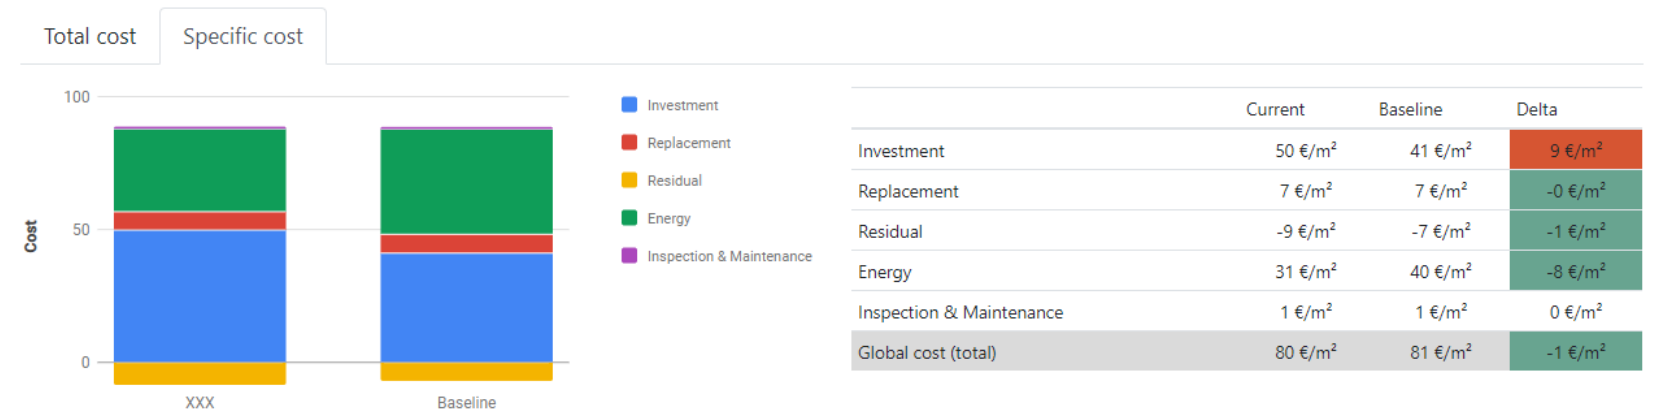 Total cost
Specific cost
100
50
0
Cost
XXX
Baseline
Investment
Replacement
Residual
Energy
Inspection & Maintenance
Current Baseline Delta
Investment 50 €/m² 41 €/m² 9 €/m²
Replacement 7 €/m² 7 €/m² -0 €/m²
Residual -9 €/m² -7 €/m² -1 €/m²
Energy 31 €/m² 40 €/m² -8 €/m²
Inspection & Maintenance 1 €/m² 1 €/m² 0 €/m²
Global cost (total) 80 €/m² 81 €/m² -1 €/m²